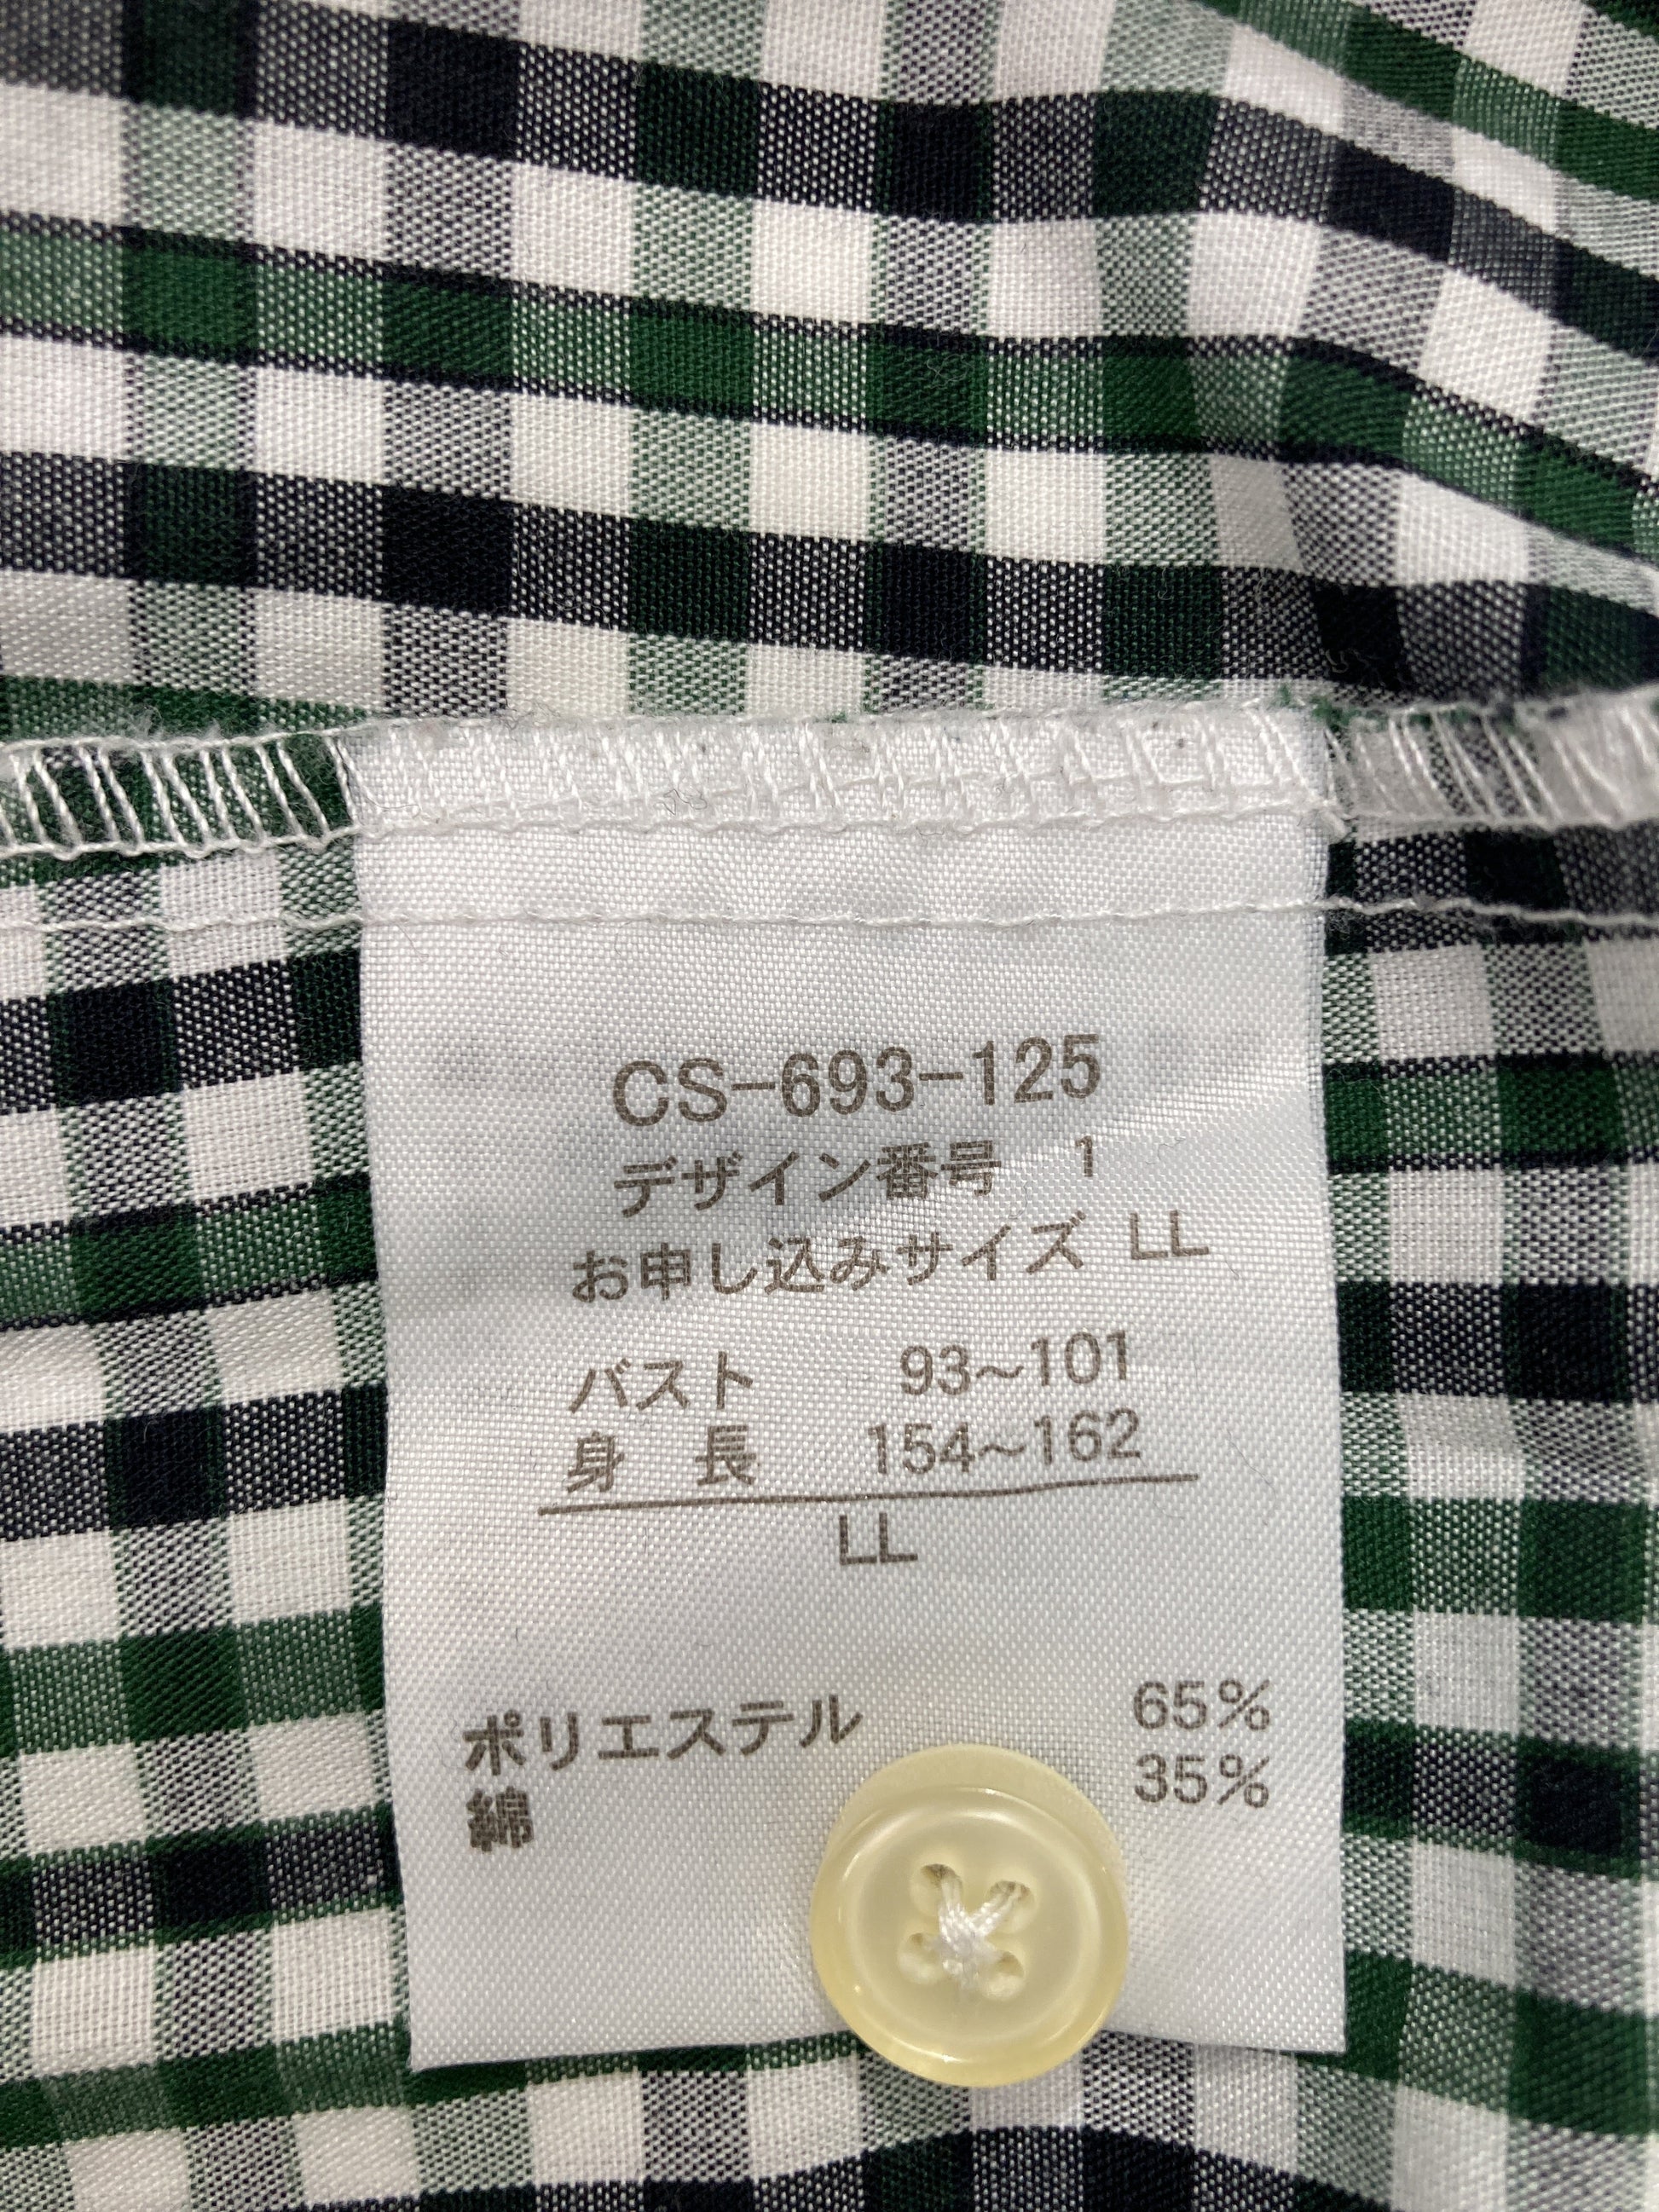 CS-693-125
デザイン番号 1
お申し込みサイズ LL
バスト 93~101
身 長 154~162
LL
ポリエステル 65%
綿 35%